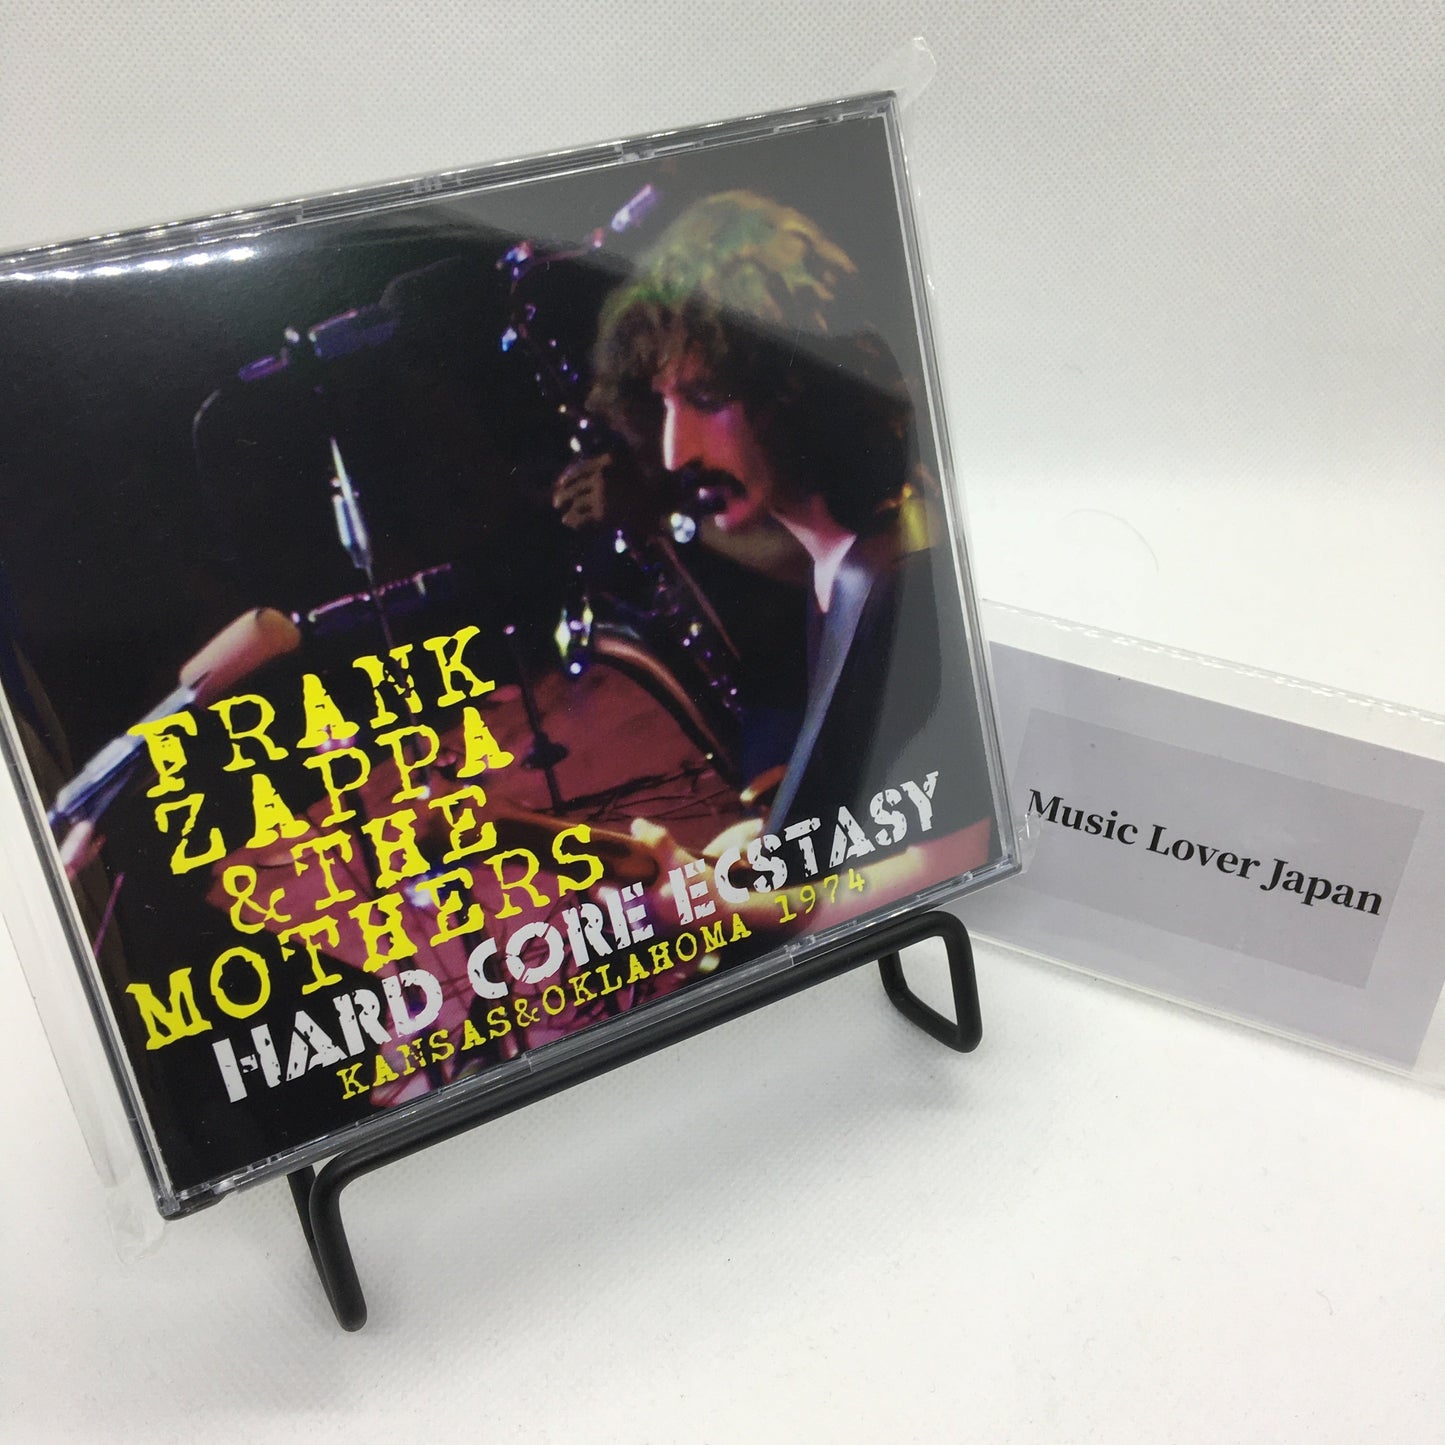 FRANK
ZAPPA
& THE
MOTHERS
HARD CORE ECSTASY
KANSAS&OKLAHOMA 1974
Music Lover Japan